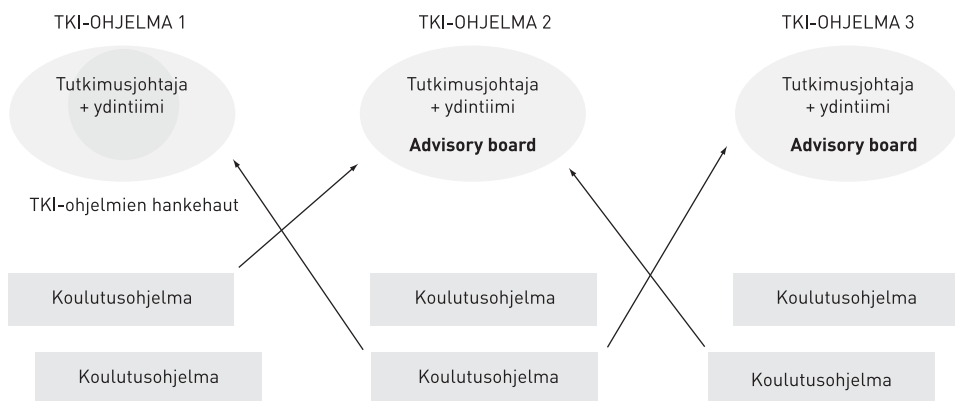 TKI-OHJELMA 1
TKI-OHJELMA 2
TKI-OHJELMA 3
Tutkimusjohtaja
+ ydintiimi
Tutkimusjohtaja
+ ydintiimi
Advisory board
Tutkimusjohtaja
+ ydintiimi
Advisory board
TKI-ohjelmien hankehaut
Koulutusohjelma
Koulutusohjelma
Koulutusohjelma
Koulutusohjelma
Koulutusohjelma
Koulutusohjelma